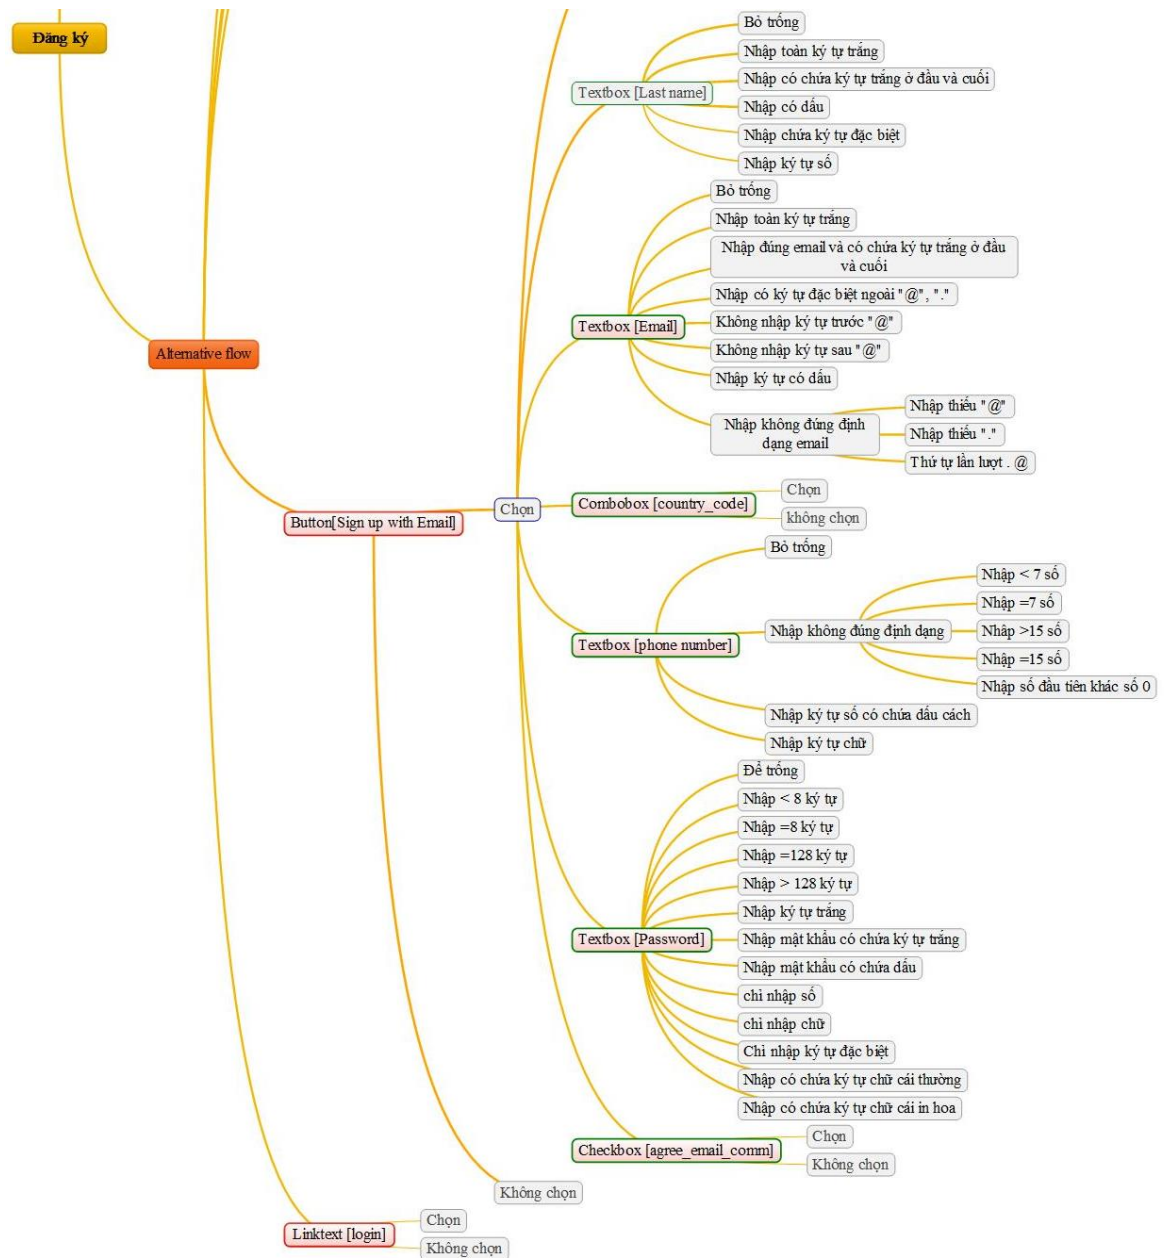 Đăng ký
Alternative flow
Button[Sign up with Email]
Chọn
Textbox [Last name]
Bỏ trống
Nhập toàn ký tự trắng
Nhập có chứa ký tự trắng ở đầu và cuối
Nhập có dấu
Nhập chứa ký tự đặc biệt
Nhập ký tự số
Textbox [Email]
Bỏ trống
Nhập toàn ký tự trắng
Nhập đúng email và có chứa ký tự trắng ở đầu
và cuối
Nhập có ký tự đặc biệt ngoài "@", "."
Không nhập ký tự trước "@"
Không nhập ký tự sau "@"
Nhập ký tự có dấu
Nhập không đúng định
dạng email
Nhập thiếu "@"
Nhập thiếu "."
Thứ tự lần lượt . @
Combobox [country_code]
Chọn
không chọn
Textbox [phone number]
Bỏ trống
Nhập không đúng định dạng
Nhập < 7 số
Nhập =7 số
Nhâp >15 số
Nhập =15 số
Nhập số đầu tiên khác số 0
Nhập ký tự số có chứa dấu cách
Nhập ký tự chữ
Textbox [Password]
Để trống
Nhập < 8 ký tự
Nhập =8 ký tự
Nhập =128 ký tự
Nhập > 128 ký tự
Nhập ký tự trắng
Nhập mật khẩu có chứa ký tự trắng
Nhập mật khẩu có chứa dấu
chỉ nhập số
chỉ nhập chữ
Chỉ nhập ký tự đặc biệt
Nhập có chứa ký tự chữ cái thường
Nhập có chứa ký tự chữ cái in hoa
Checkbox [agree_email_comm]
Chọn
Không chọn
Không chọn
Linktext [login]
Chọn
Không chọn